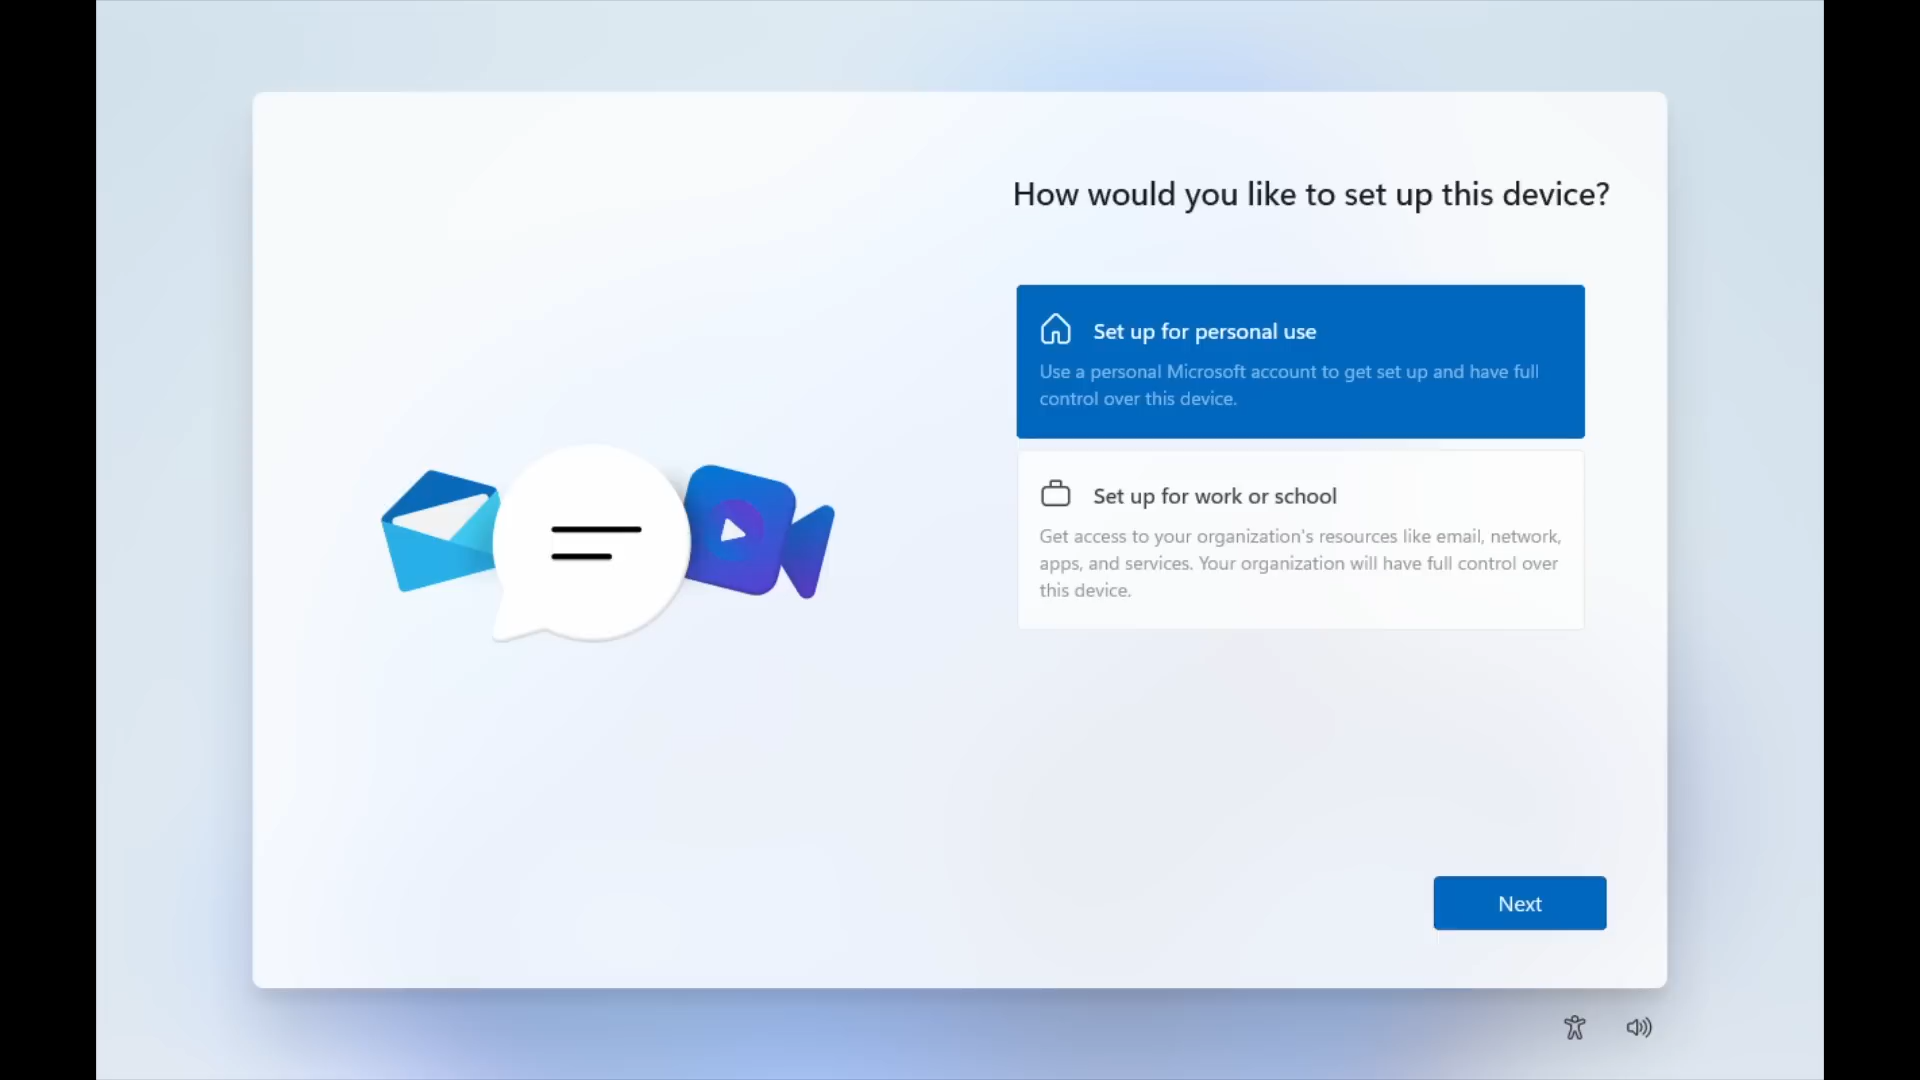 How would you like to set up this device?
Set up for personal use
Use a personal Microsoft account to get set up and have full
control over this device.
Set up for work or school
Get access to your organization's resources like email, network,
apps, and services. Your organization will have full control over
this device.
Next